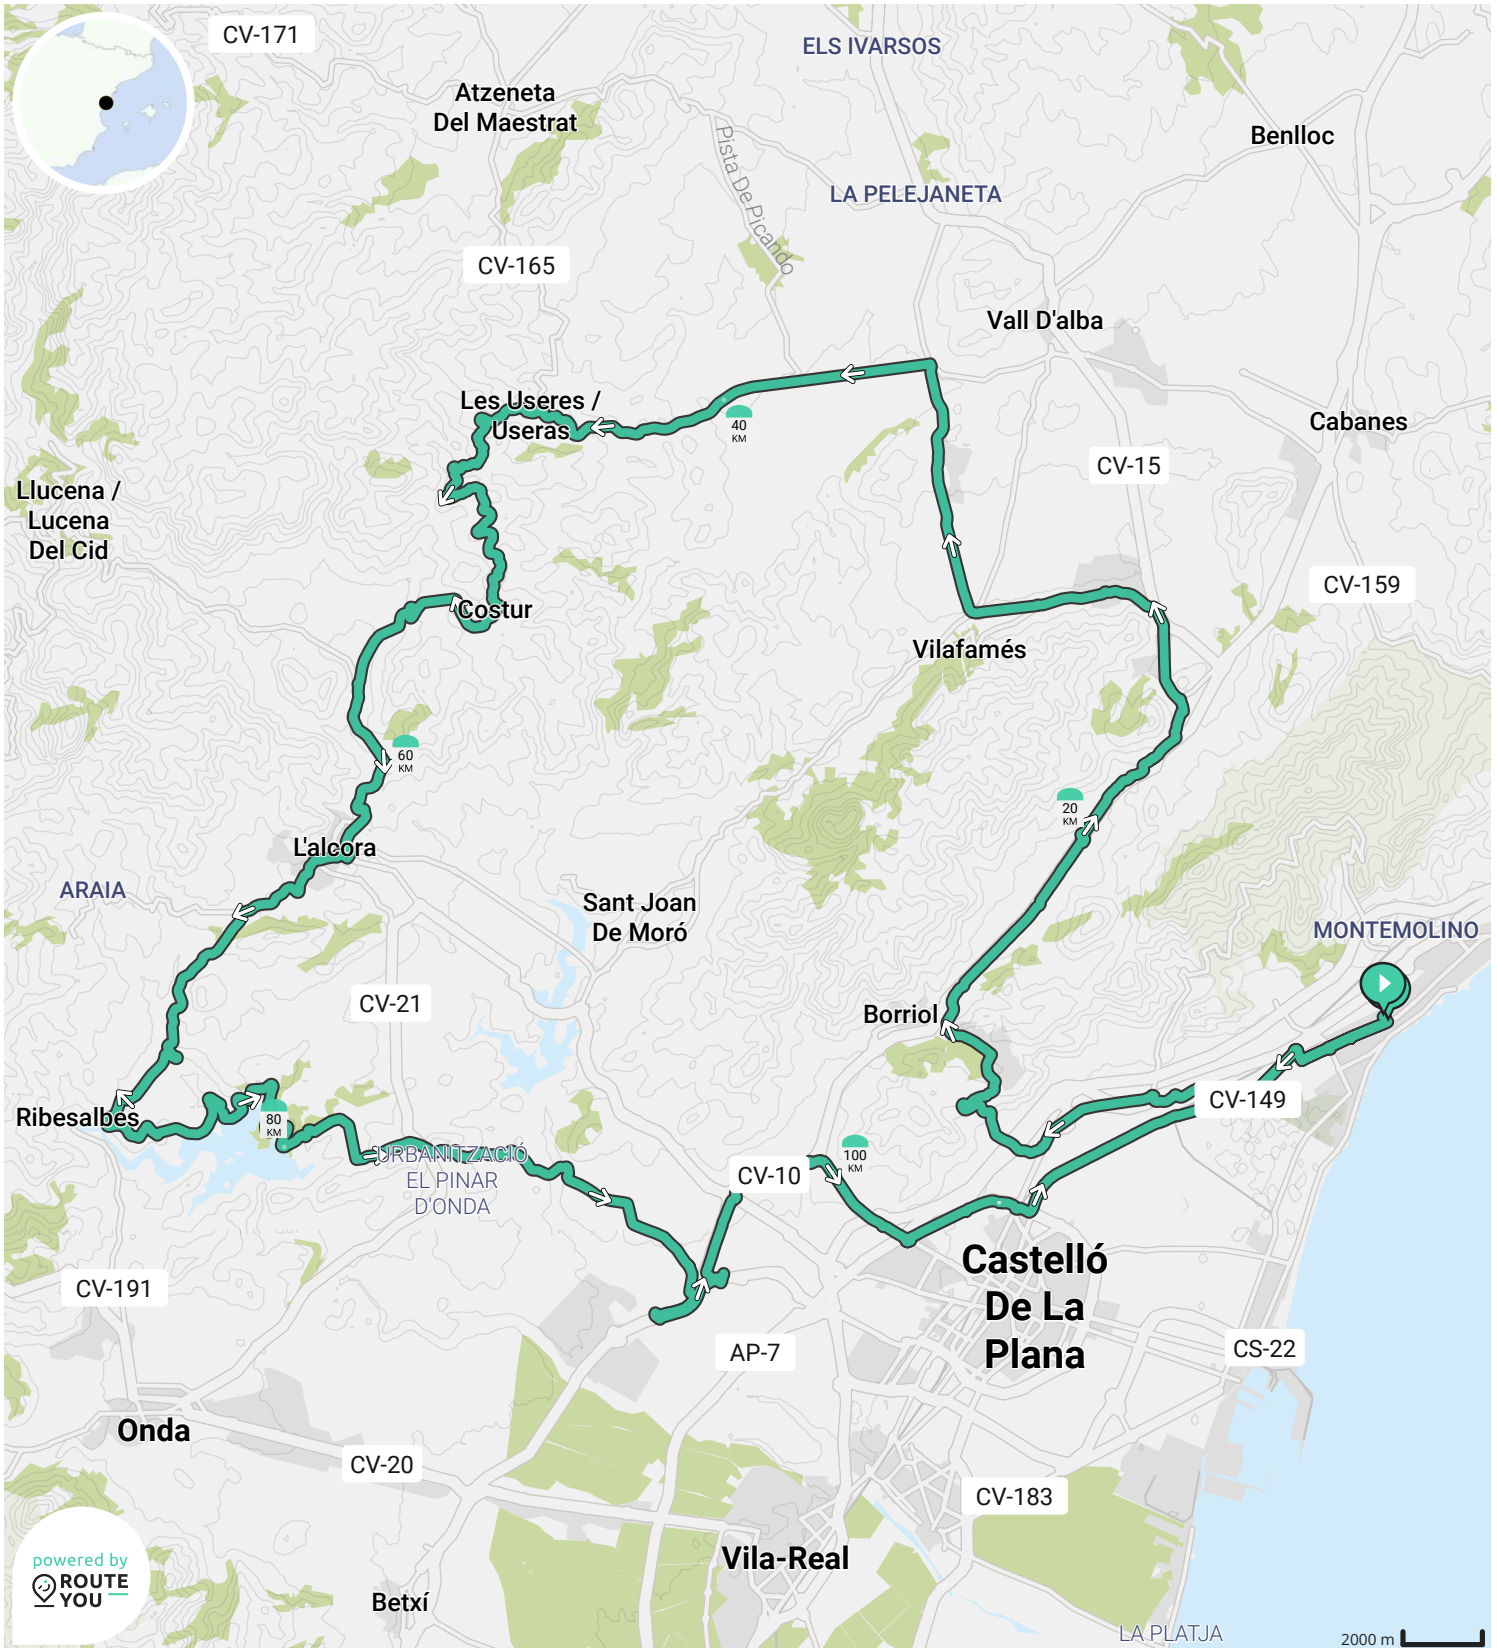 CV-171
ELS IVARSOS
Atzeneta
Del Maestrat
Benlloc
Pista De Picando
LA PELEJANETA
CV-165
Vall D'alba
Les Useres /
Useras
40
KM
Cabanes
CV-15
Llucena /
Lucena
Del Cid
CV-159
Costur
Vilafamés
60
KM
20
KM
L'alcora
ARAIA
Sant Joan
De Moró
MONTEMOLINO
CV-21
Borriol
CV-149
Ribesalbes
80
KM
URBANITZACIÓ
EL PINAR
D'ONDA
100
KM
CV-10
Castelló
De La
Plana
CV-191
AP-7
CS-22
Onda
CV-20
CV-183
Vila-Real
powered by
ROUTE
YOU
Betxí
LA PLATJA
2000 m